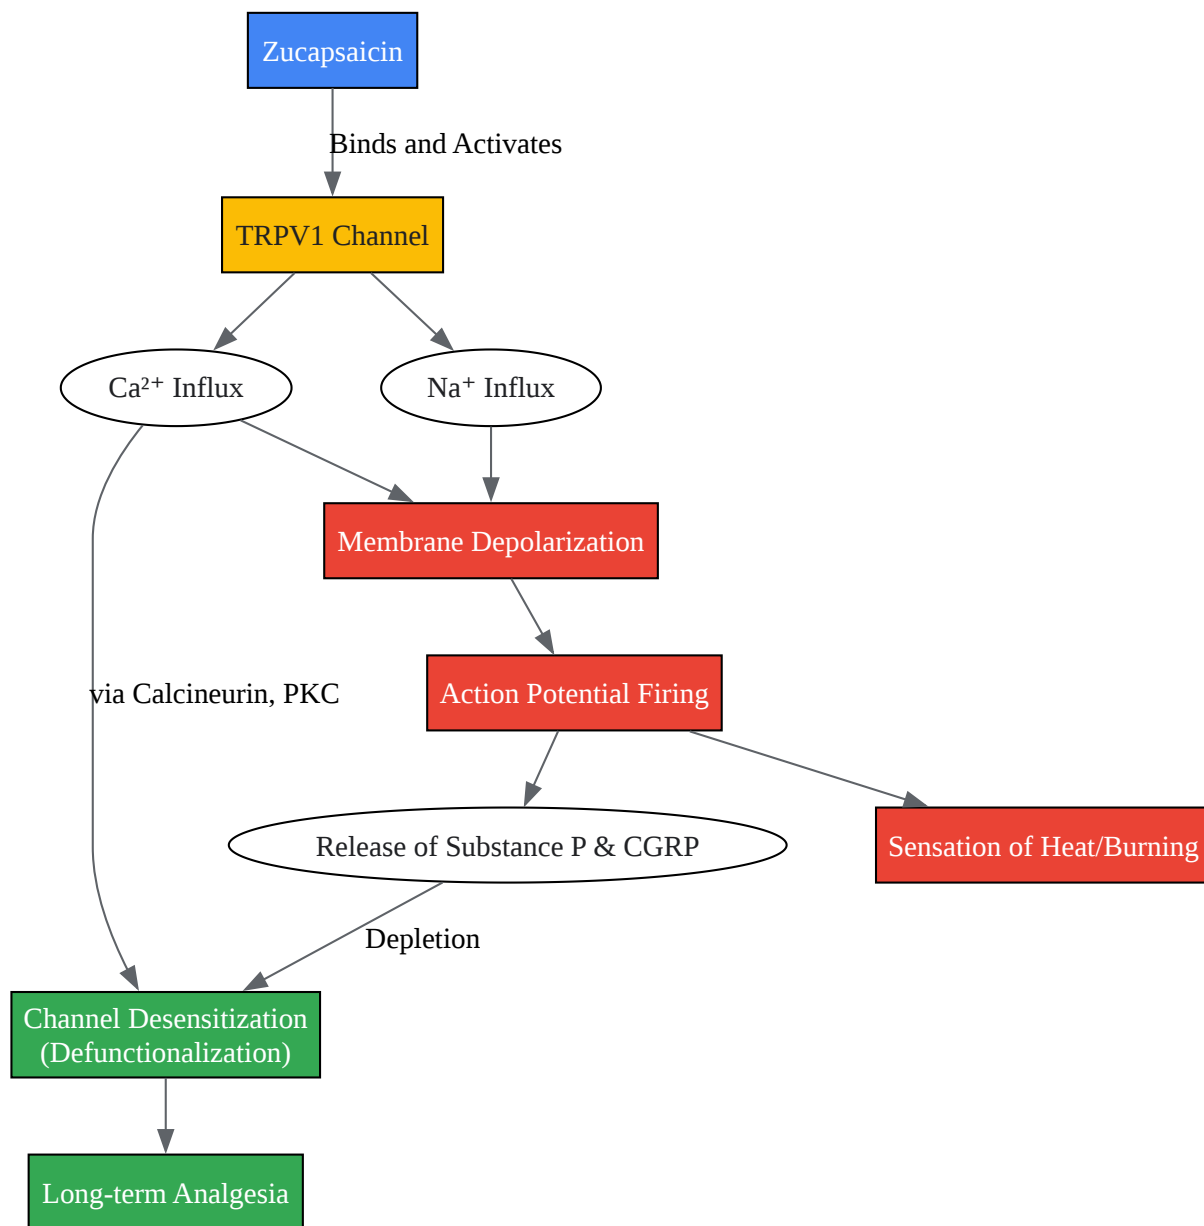 Zucapsaicin
Binds and Activates
TRPV1 Channel
Ca²⁺ Influx
Na⁺ Influx
Membrane Depolarization
via Calcineurin, PKC
Action Potential Firing
Release of Substance P & CGRP
Sensation of Heat/Burning
Depletion
Channel Desensitization
(Defunctionalization)
Long-term Analgesia